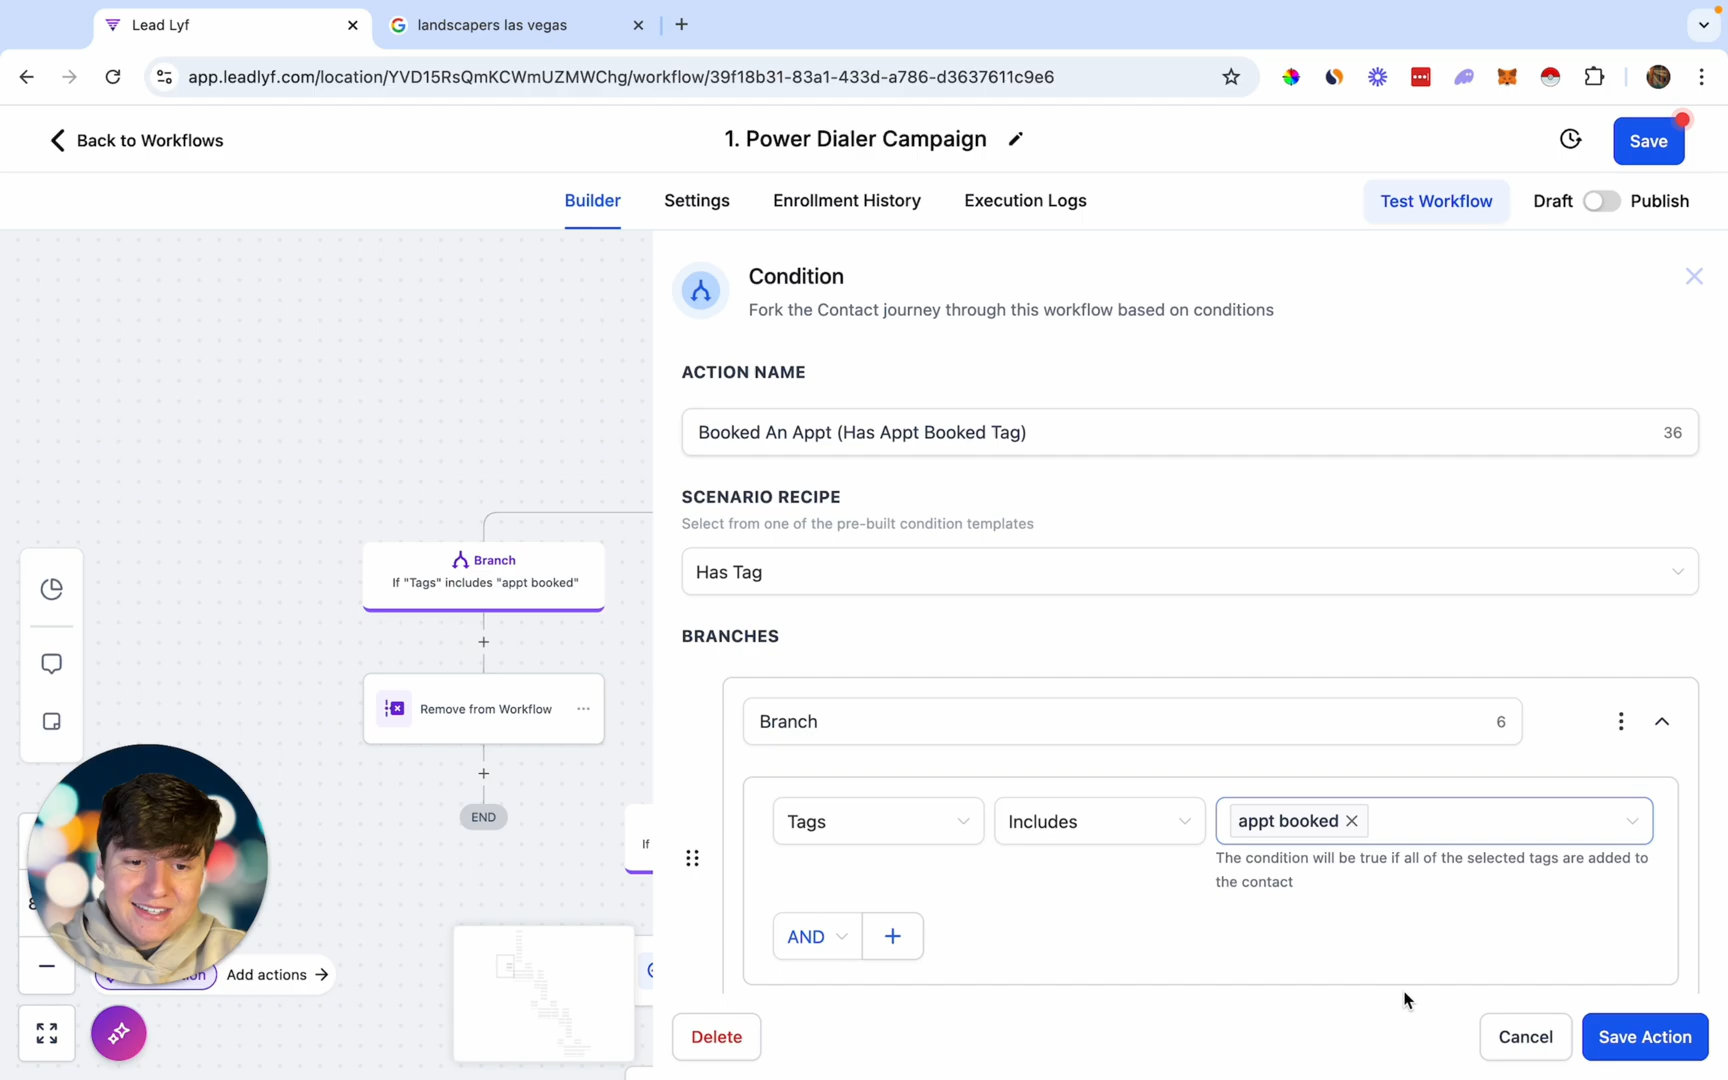 Lead Lyf
landscapers las vegas
app.leadlyf.com/location/YVD15RsQmKCWmUZMWChg/workflow/39f18b31-83a1-433d-a786-d3637611c9e6
Back to Workflows
1. Power Dialer Campaign
Save
Builder
Settings
Enrollment History
Execution Logs
Test Workflow
Draft
Publish
Condition
Fork the Contact journey through this workflow based on conditions
ACTION NAME
Booked An Appt (Has Appt Booked Tag)
36
SCENARIO RECIPE
Select from one of the pre-built condition templates
Has Tag
BRANCHES
Branch
If "Tags" includes "appt booked"
Remove from Workflow
END
If
Branch
6
Tags
Includes
appt booked
The condition will be true if all of the selected tags are added to
the contact
AND
Add actions
Delete
Cancel
Save Action